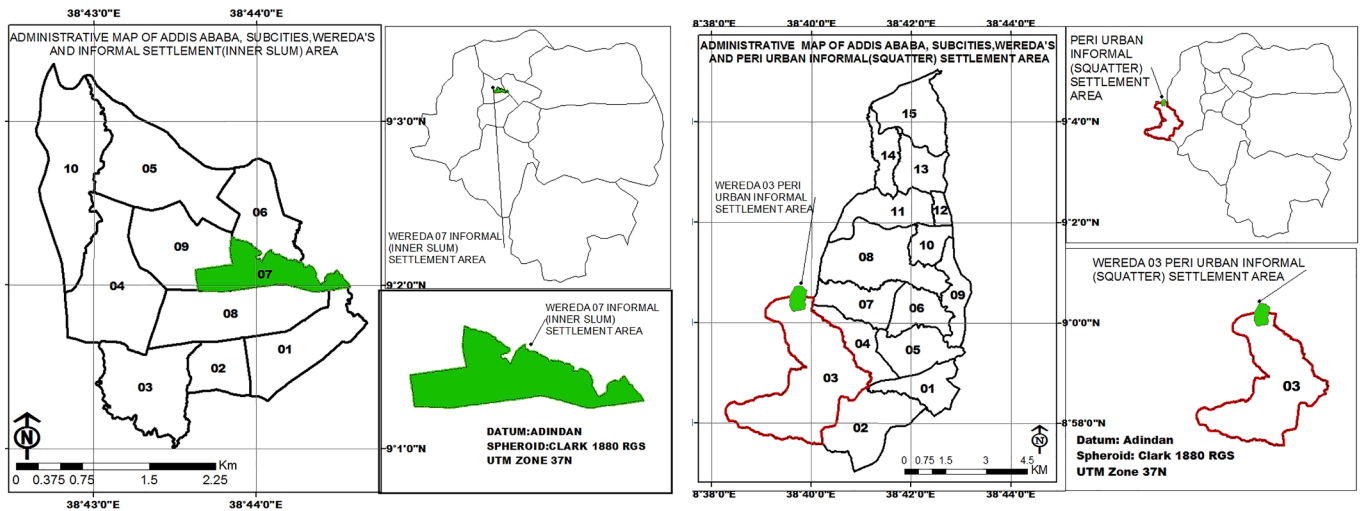 38°43'0"E
38°44'0"E
ADMINISTRATIVE MAP OF ADDIS ABABA, SUBCITIES,WEREDA'S
AND INFORMAL SETTLEMENT(INNER SLUM) AREA
10
05
06
09
07
04
08
01
02
03
N
Km
0 0.375 0.75 1.5 2.25
38°43'0"E
38°44'0"E
9°3'0"N
9°2'0"N
9°1'0"N
WEREDA 07 INFORMAL
(INNER SLUM)
SETTLEMENT AREA
WEREDA 07 INFORMAL
(INNER SLUM)
SETTLEMENT AREA
DATUM:ADINDAN
SPHEROID:CLARK 1880 RGS
UTM ZONE 37N
8°38'0"E
38°40'0"E
38°42'0"E
38°44'0"E
ADMINISTRATIVE MAP OF ADDIS ABABA, SUBCITIES,WEREDA'S
AND PERI URBAN INFORMAL(SQUATTER) SETTLEMENT AREA
15
14
13
WEREDA 03 PERI
URBAN INFORMAL
SETTLEMENT AREA
11
12
10
08
09
07
06
04
05
03
01
02
N
0 0.75 1.5 3 4.5
KM
38°38'0"E
38°40'0"E
38°42'0"E
38°44'0"E
9°4'0"N
9°2'0"N
9°0'0"N
8°58'0"N
PERI URBAN
INFORMAL
(SQUATTER)
SETTLEMENT
AREA
WEREDA 03 PERI URBAN INFORMAL
(SQUATTER) SETTLEMENT AREA
03
Datum: Adindan
Spheroid: Clark 1880 RGS
UTM Zone 37N